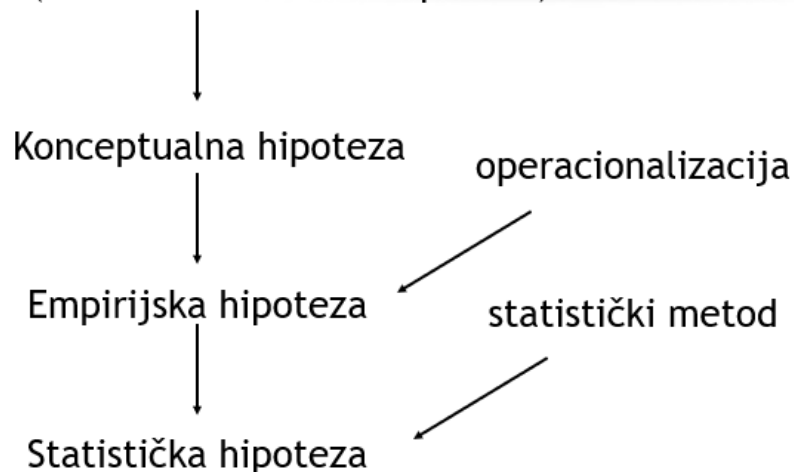 Konceptualna hipoteza
operacionalizacija
Empirijska hipoteza
statistički metod
Statistička hipoteza